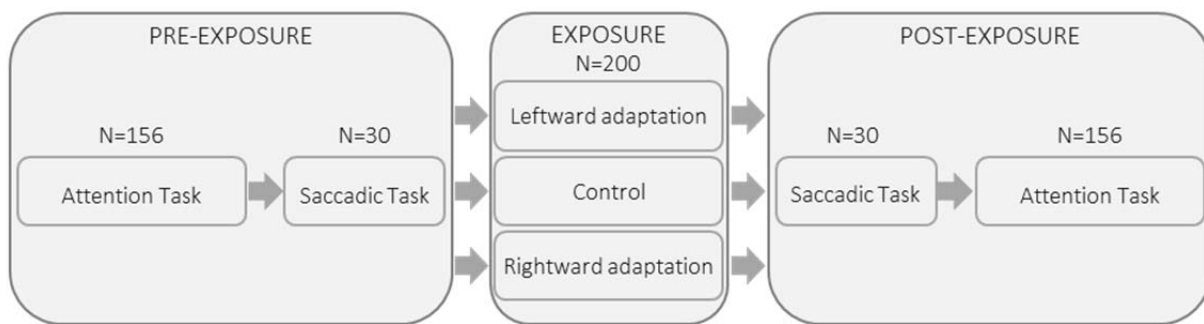 PRE-EXPOSURE
N=156
N=30
Attention Task
Saccadic Task
EXPOSURE
N=200
Leftward adaptation
Control
Rightward adaptation
POST-EXPOSURE
N=30
N=156
Saccadic Task
Attention Task